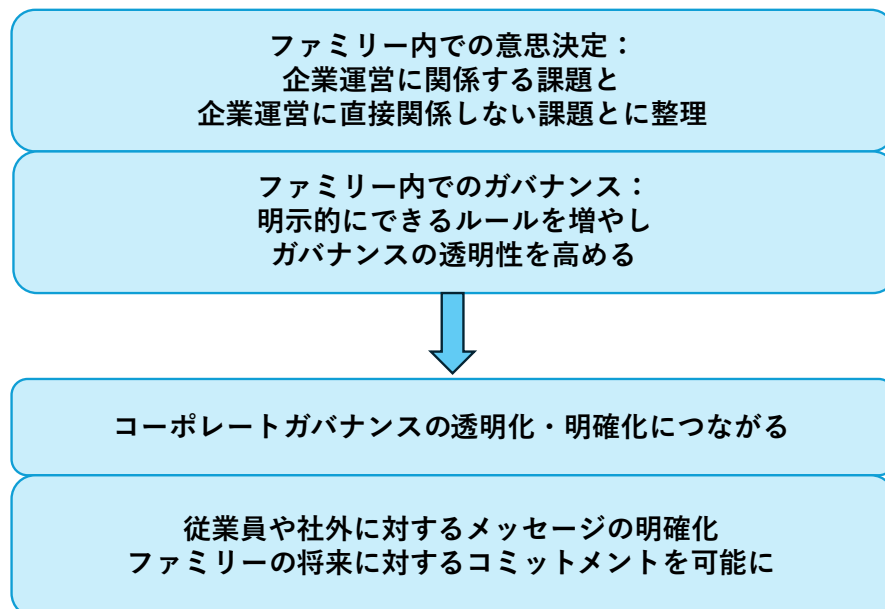 ファミリー内での意思決定：
企業運営に関係する課題と
企業運営に直接関係しない課題とに整理
ファミリー内でのガバナンス：
明示的にできるルールを増やし
ガバナンスの透明性を高める
コーポレートガバナンスの透明化・明確化につながる
従業員や社外に対するメッセージの明確化
ファミリーの将来に対するコミットメントを可能に